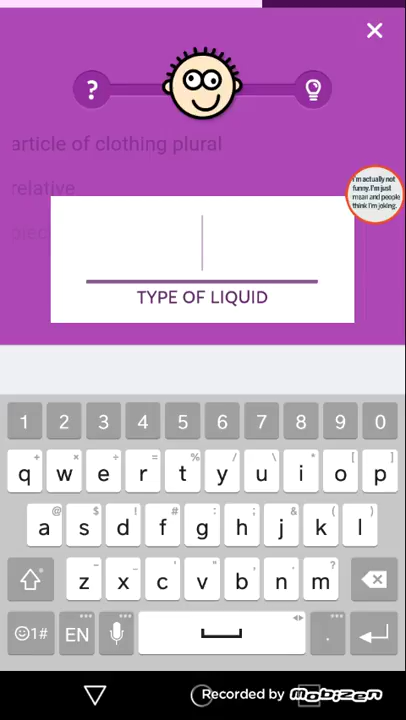 ?
article of clothing plural
relative
I'm actually not
funny. I'm just
mean and people
think I'm joking.
TYPE OF LIQUID
1 2 3 4 5 6 7 8 9 0
+ × ÷ = % / \ * [ ]
q w e r t y u i o p
@ $ ! # : ; & ( )
a s d f g h j k l
z x c v b n m
☺1# EN .
Recorded by Mobizen